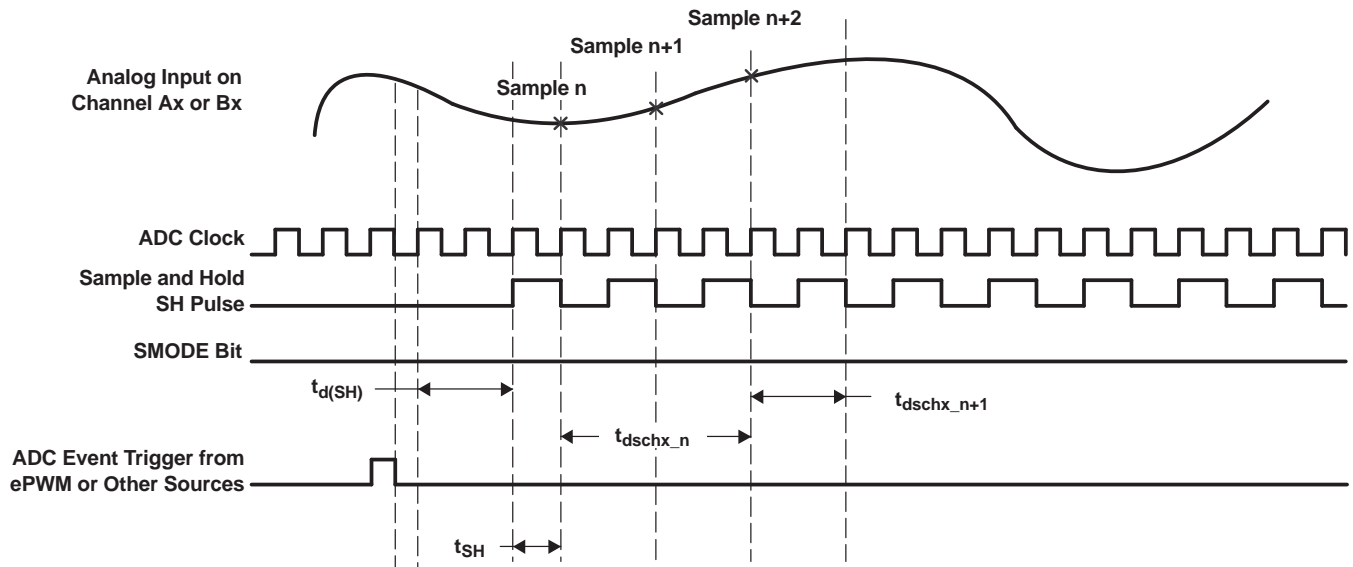 Sample n+2
Sample n+1
Analog Input on
Channel Ax or Bx
Sample n
ADC Clock
Sample and Hold
SH Pulse
SMODE Bit
td(SH)
tdschx_n+1
tdschx_n
ADC Event Trigger from
ePWM or Other Sources
tSH